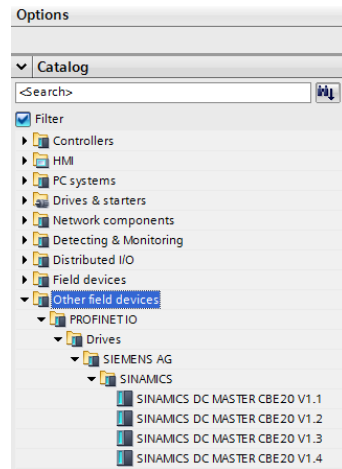 Options
Catalog
<Search>
Filter
Controllers
HMI
PC systems
Drives & starters
Network components
Detecting & Monitoring
Distributed I/O
Field devices
Other field devices
PROFINET IO
Drives
SIEMENS AG
SINAMICS
SINAMICS DC MASTER CBE20 V1.1
SINAMICS DC MASTER CBE20 V1.2
SINAMICS DC MASTER CBE20 V1.3
SINAMICS DC MASTER CBE20 V1.4